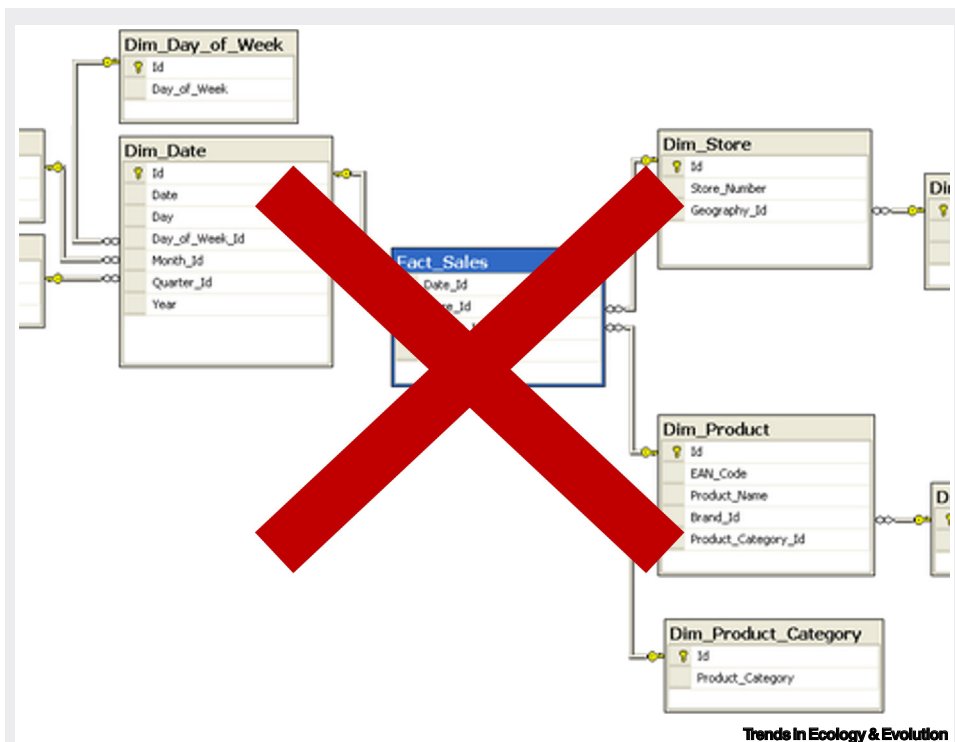 Dim_Day_of_Week
Id
Day_of_Week
Dim_Date
Id
Date
Day
Day_of_Week_Id
Month_Id
Quarter_Id
Year
Fact_Sales
Date_Id
Dim_Store
Id
Store_Number
Geography_Id
Dim_Product
Id
EAN_Code
Product_Name
Brand_Id
Product_Category_Id
Dim_Product_Category
Id
Product_Category
Trends in Ecology & Evolution